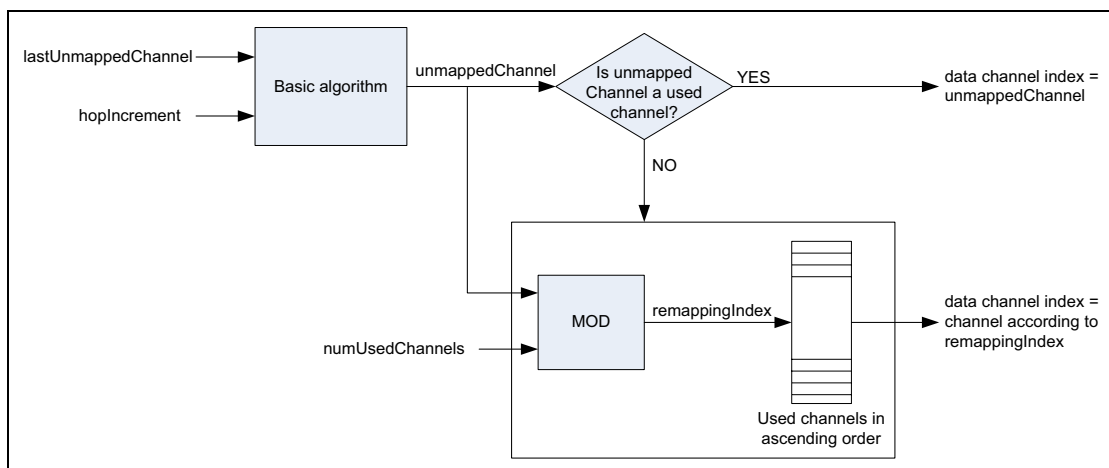 lastUnmappedChannel
hopIncrement
Basic algorithm
unmappedChannel
Is unmapped
Channel a used
channel?
YES
data channel index =
unmappedChannel
NO
numUsedChannels
MOD
remappingIndex
Used channels in
ascending order
data channel index =
channel according to
remappingIndex